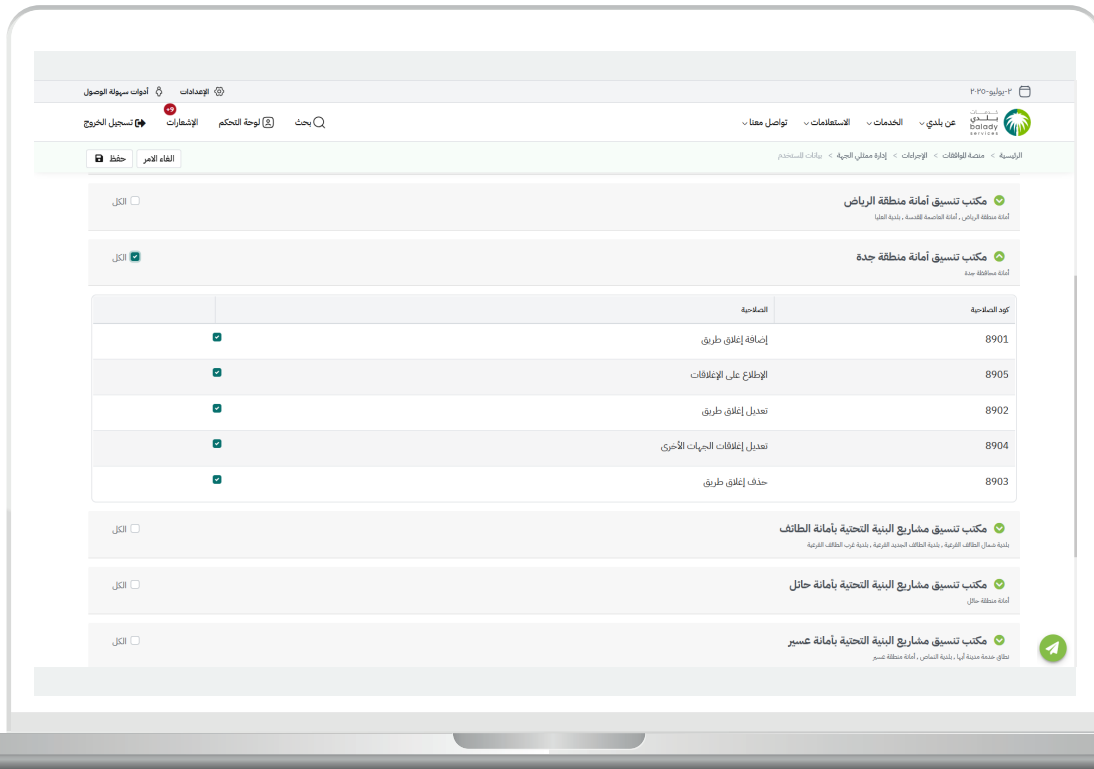 ٢-يوليو-٢٠٢٥
الإعدادات
أدوات سهولة الوصول
خدمات
بلدي
balady
services
عن بلدي
الخدمات
الاستعلامات
تواصل معنا
بحث
لوحة التحكم
الإشعارات
+9
تسجيل الخروج
الرئيسية > منصة الموافقات > الإجراءات > إدارة ممثلي الجهة > بيانات المستخدم
الغاء الامر
حفظ
مكتب تنسيق أمانة منطقة الرياض
الكل
أمانة منطقة الرياض , أمانة العاصمة المقدسة , بلدية العليا
مكتب تنسيق أمانة منطقة جدة
الكل
أمانة محافظة جدة
كود الصلاحية الصلاحية
8901 إضافة إغلاق طريق
8905 الإطلاع على الإغلاقات
8902 تعديل إغلاق طريق
8904 تعديل إغلاقات الجهات الأخرى
8903 حذف إغلاق طريق
مكتب تنسيق مشاريع البنية التحتية بأمانة الطائف
الكل
بلدية شمال الطائف الفرعية , بلدية الطائف الجديد الفرعية , بلدية غرب الطائف الفرعية
مكتب تنسيق مشاريع البنية التحتية بأمانة حائل
الكل
أمانة منطقة حائل
مكتب تنسيق مشاريع البنية التحتية بأمانة عسير
الكل
نطاق خدمة مدينة أبها , بلدية النماص , أمانة منطقة عسير